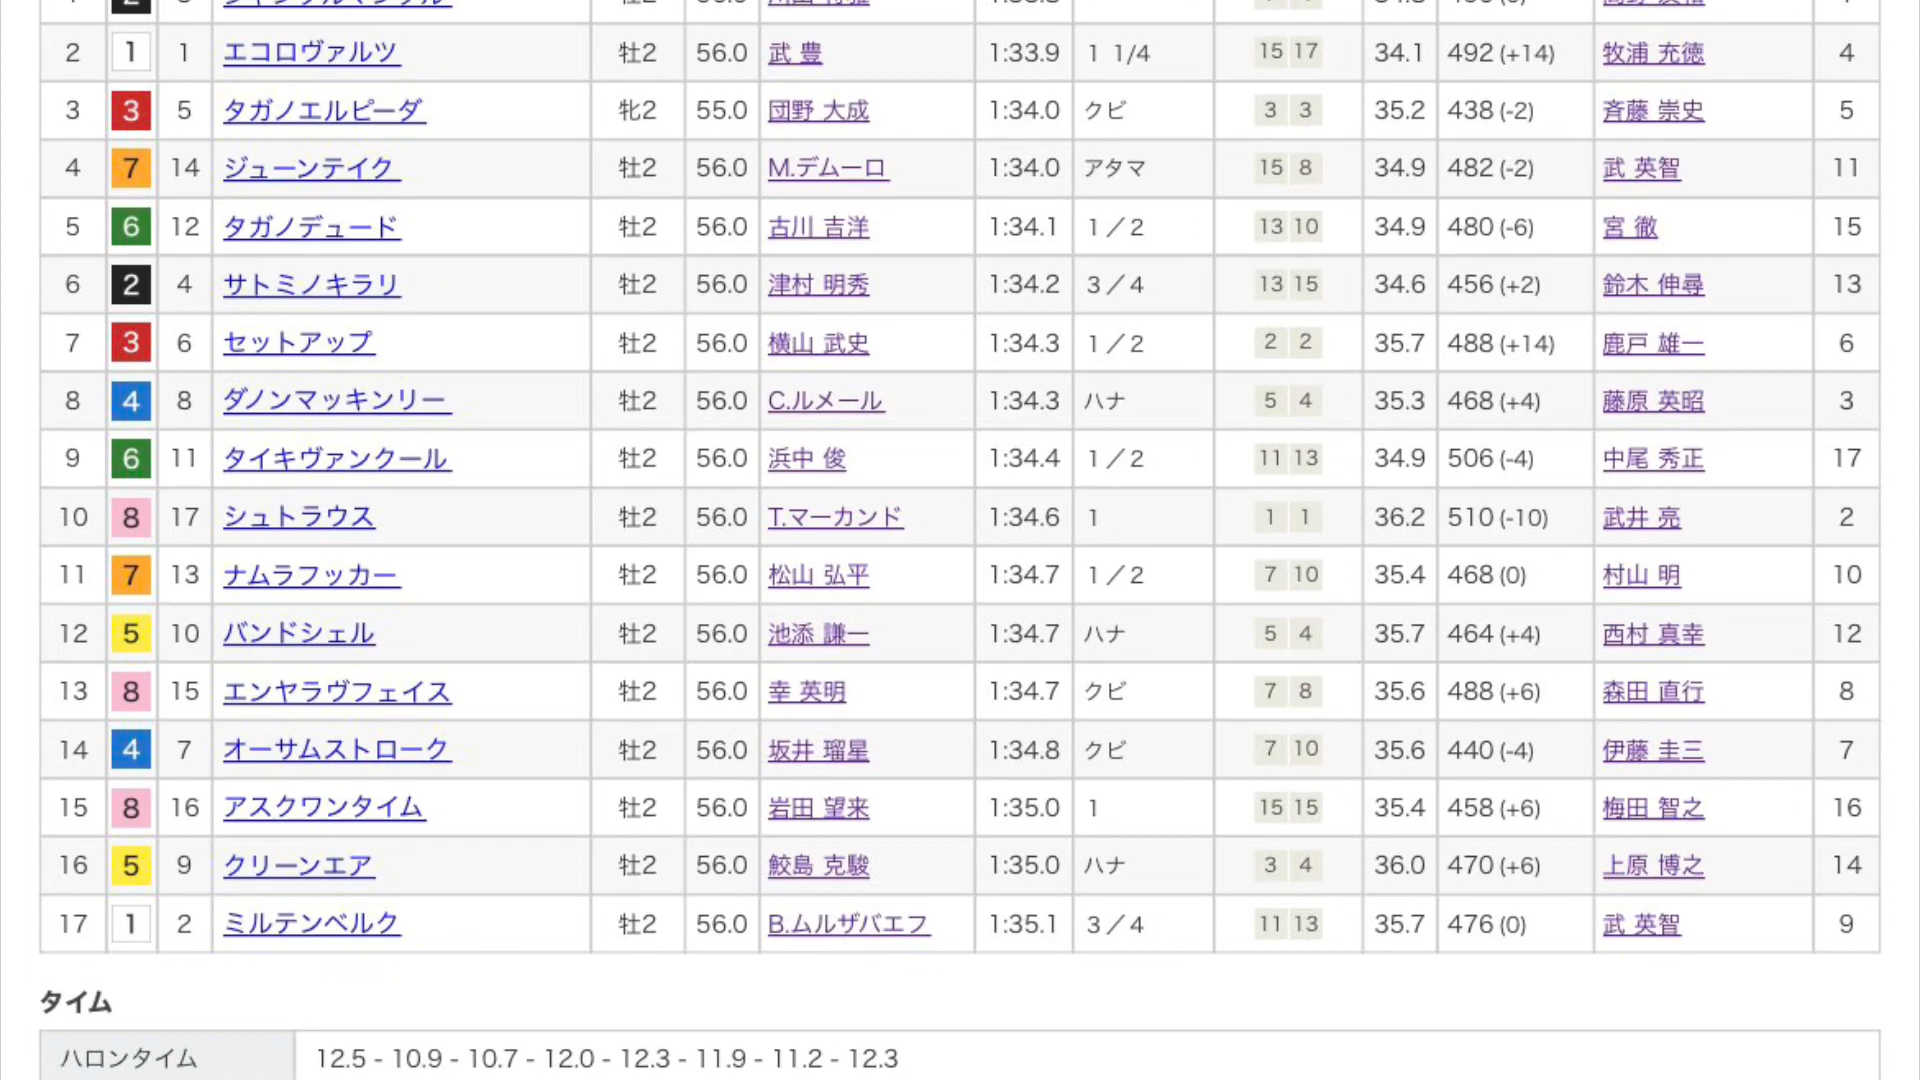 2 1 1 エコロヴァルツ 牡2 56.0 武 豊 1:33.9 1 1/4 15 17 34.1 492 (+14) 牧浦 充徳 4
3 3 5 タガノエルピーダ 牝2 55.0 団野 大成 1:34.0 クビ 3 3 35.2 438 (-2) 斉藤 崇史 5
4 7 14 ジューンテイク 牡2 56.0 M.デムーロ 1:34.0 アタマ 15 8 34.9 482 (-2) 武 英智 11
5 6 12 タガノデュード 牡2 56.0 古川 吉洋 1:34.1 1／2 13 10 34.9 480 (-6) 宮 徹 15
6 2 4 サトミノキラリ 牡2 56.0 津村 明秀 1:34.2 3／4 13 15 34.6 456 (+2) 鈴木 伸尋 13
7 3 6 セットアップ 牡2 56.0 横山 武史 1:34.3 1／2 2 2 35.7 488 (+14) 鹿戸 雄一 6
8 4 8 ダノンマッキンリー 牡2 56.0 C.ルメール 1:34.3 ハナ 5 4 35.3 468 (+4) 藤原 英昭 3
9 6 11 タイキヴァンクール 牡2 56.0 浜中 俊 1:34.4 1／2 11 13 34.9 506 (-4) 中尾 秀正 17
10 8 17 シュトラウス 牡2 56.0 T.マーカンド 1:34.6 1 1 1 36.2 510 (-10) 武井 亮 2
11 7 13 ナムラフッカー 牡2 56.0 松山 弘平 1:34.7 1／2 7 10 35.4 468 (0) 村山 明 10
12 5 10 バンドシェル 牡2 56.0 池添 謙一 1:34.7 ハナ 5 4 35.7 464 (+4) 西村 真幸 12
13 8 15 エンヤラヴフェイス 牡2 56.0 幸 英明 1:34.7 クビ 7 8 35.6 488 (+6) 森田 直行 8
14 4 7 オーサムストローク 牡2 56.0 坂井 瑠星 1:34.8 クビ 7 10 35.6 440 (-4) 伊藤 圭三 7
15 8 16 アスクワンタイム 牡2 56.0 岩田 望来 1:35.0 1 15 15 35.4 458 (+6) 梅田 智之 16
16 5 9 クリーンエア 牡2 56.0 鮫島 克駿 1:35.0 ハナ 3 4 36.0 470 (+6) 上原 博之 14
17 1 2 ミルテンベルク 牡2 56.0 B.ムルザバエフ 1:35.1 3／4 11 13 35.7 476 (0) 武 英智 9
タイム
ハロンタイム 12.5 - 10.9 - 10.7 - 12.0 - 12.3 - 11.9 - 11.2 - 12.3